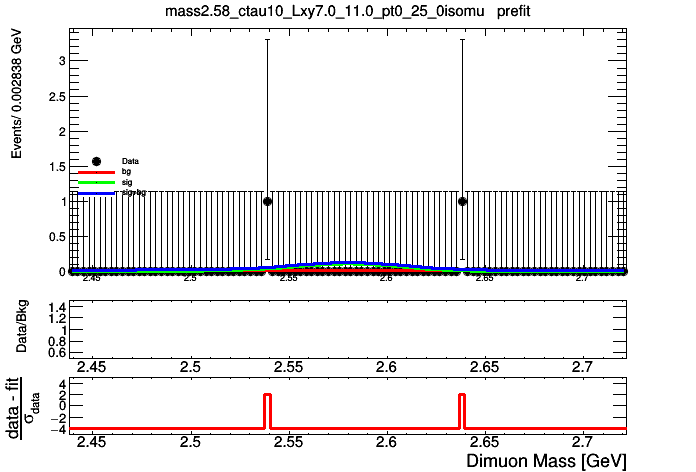 mass2.58_ctau10_Lxy7.0_11.0_pt0_25_0isomu prefit
Events/ 0.002838 GeV
3
2.5
2
1.5
1
0.5
0
Data
bg
sig
sig+bg
2.45 2.5 2.55 2.6 2.65 2.7
Data/Bkg
1.4
1.2
1
0.8
0.6
2.45 2.5 2.55 2.6 2.65 2.7
data - fit
σdata
4
2
0
−2
−4
2.45 2.5 2.55 2.6 2.65 2.7
Dimuon Mass [GeV]